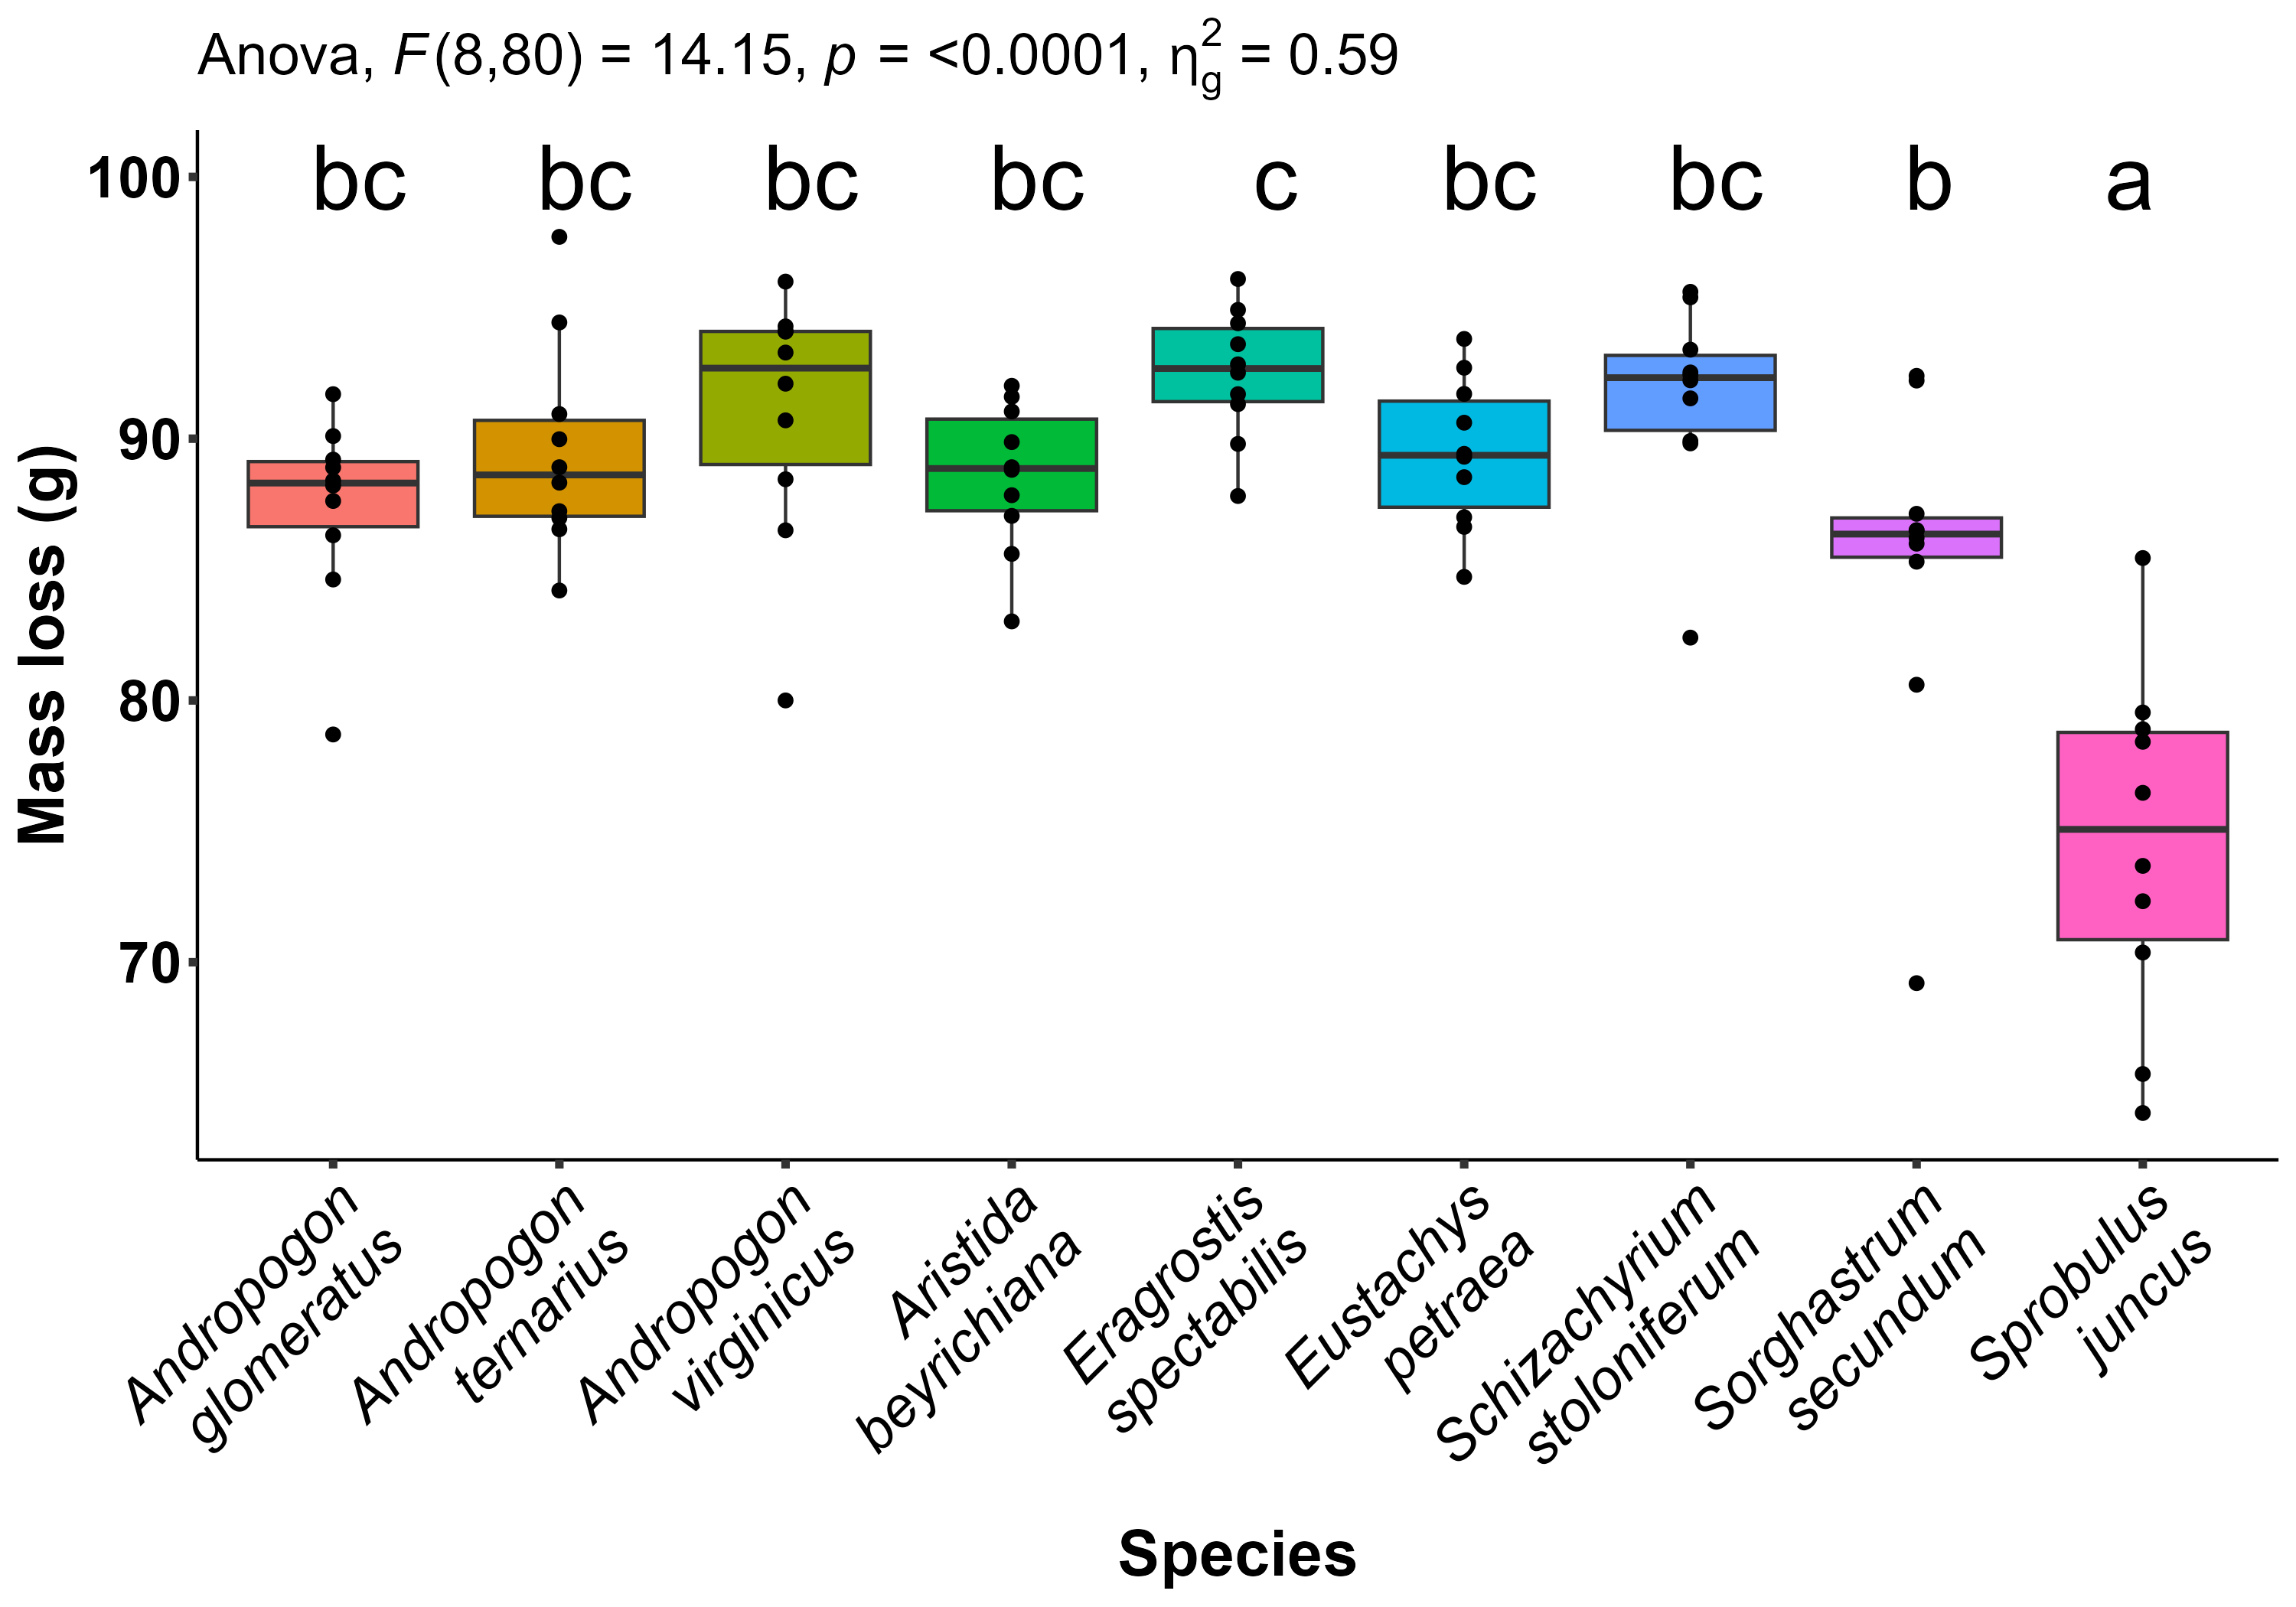 Anova, F(8,80) = 14.15, p = <0.0001, η²g = 0.59
100
90
80
70
Mass loss (g)
bc bc bc bc c bc bc b a
Andropogon
glomeratus
Andropogon
ternarius
Andropogon
virginicus
Aristida
beyrichiana
Eragrostis
spectabilis
Eustachys
petraea
Schizachyrium
stoloniferum
Sorghastrum
secundum
Sprobulus
juncus
Species